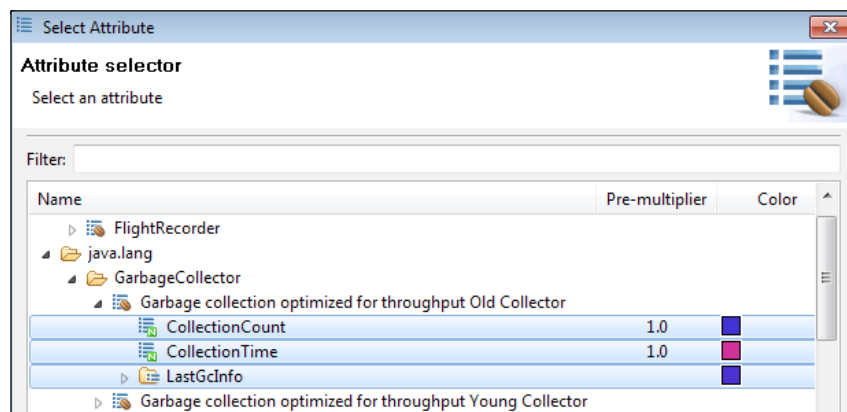 Select Attribute
Attribute selector
Select an attribute
Filter:
Name Pre-multiplier Color
FlightRecorder
java.lang
GarbageCollector
Garbage collection optimized for throughput Old Collector
CollectionCount 1.0
CollectionTime 1.0
LastGcInfo
Garbage collection optimized for throughput Young Collector